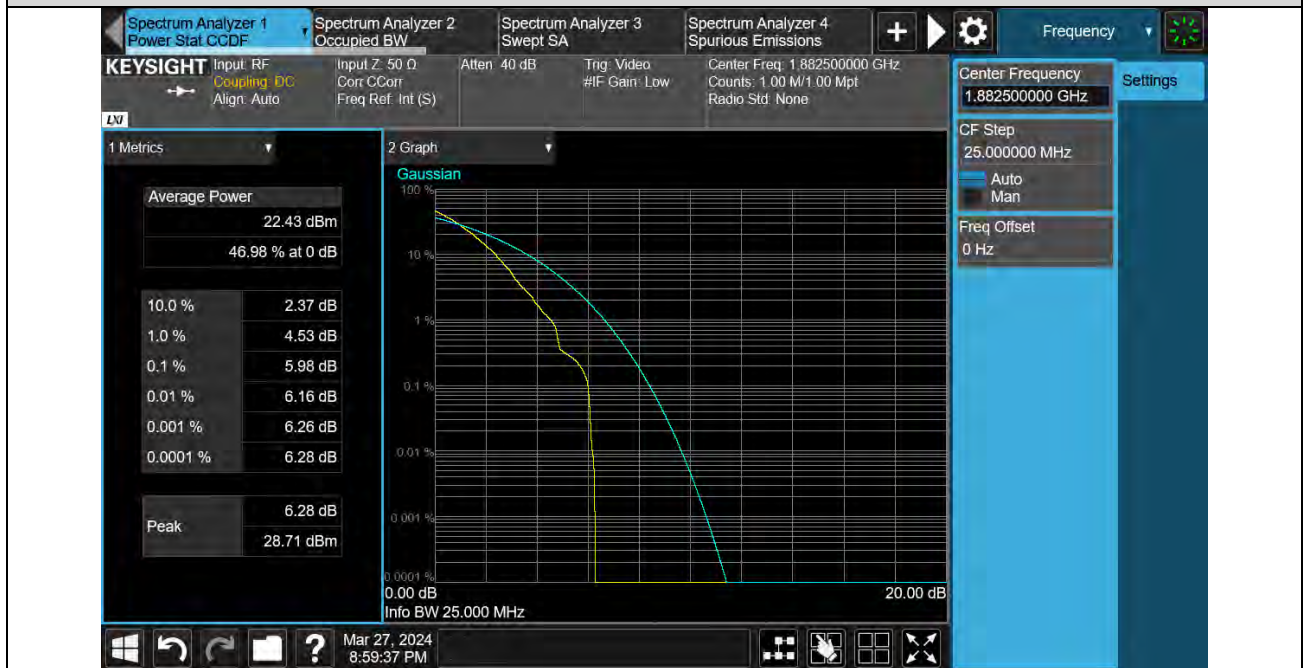 Spectrum Analyzer 1
Power Stat CCDF
Spectrum Analyzer 2
Occupied BW
Spectrum Analyzer 3
Swept SA
Spectrum Analyzer 4
Spurious Emissions
+
Frequency
KEYSIGHT
LXI
Input: RF
Coupling: DC
Align: Auto
Input Z: 50 Ω
Corr CCorr
Freq Ref: Int (S)
Atten: 40 dB
Trig: Video
#IF Gain: Low
Center Freq: 1.882500000 GHz
Counts: 1.00 M/1.00 Mpt
Radio Std: None
Center Frequency
1.882500000 GHz
Settings
CF Step
25.000000 MHz
Auto
Man
Freq Offset
0 Hz
1 Metrics
Average Power
22.43 dBm
46.98 % at 0 dB
10.0 % 2.37 dB
1.0 % 4.53 dB
0.1 % 5.98 dB
0.01 % 6.16 dB
0.001 % 6.26 dB
0.0001 % 6.28 dB
Peak
6.28 dB
28.71 dBm
2 Graph
Gaussian
100 %
10 %
1 %
0.1 %
0.01 %
0.001 %
0.0001 %
0.00 dB
20.00 dB
Info BW 25.000 MHz
?
Mar 27, 2024
8:59:37 PM